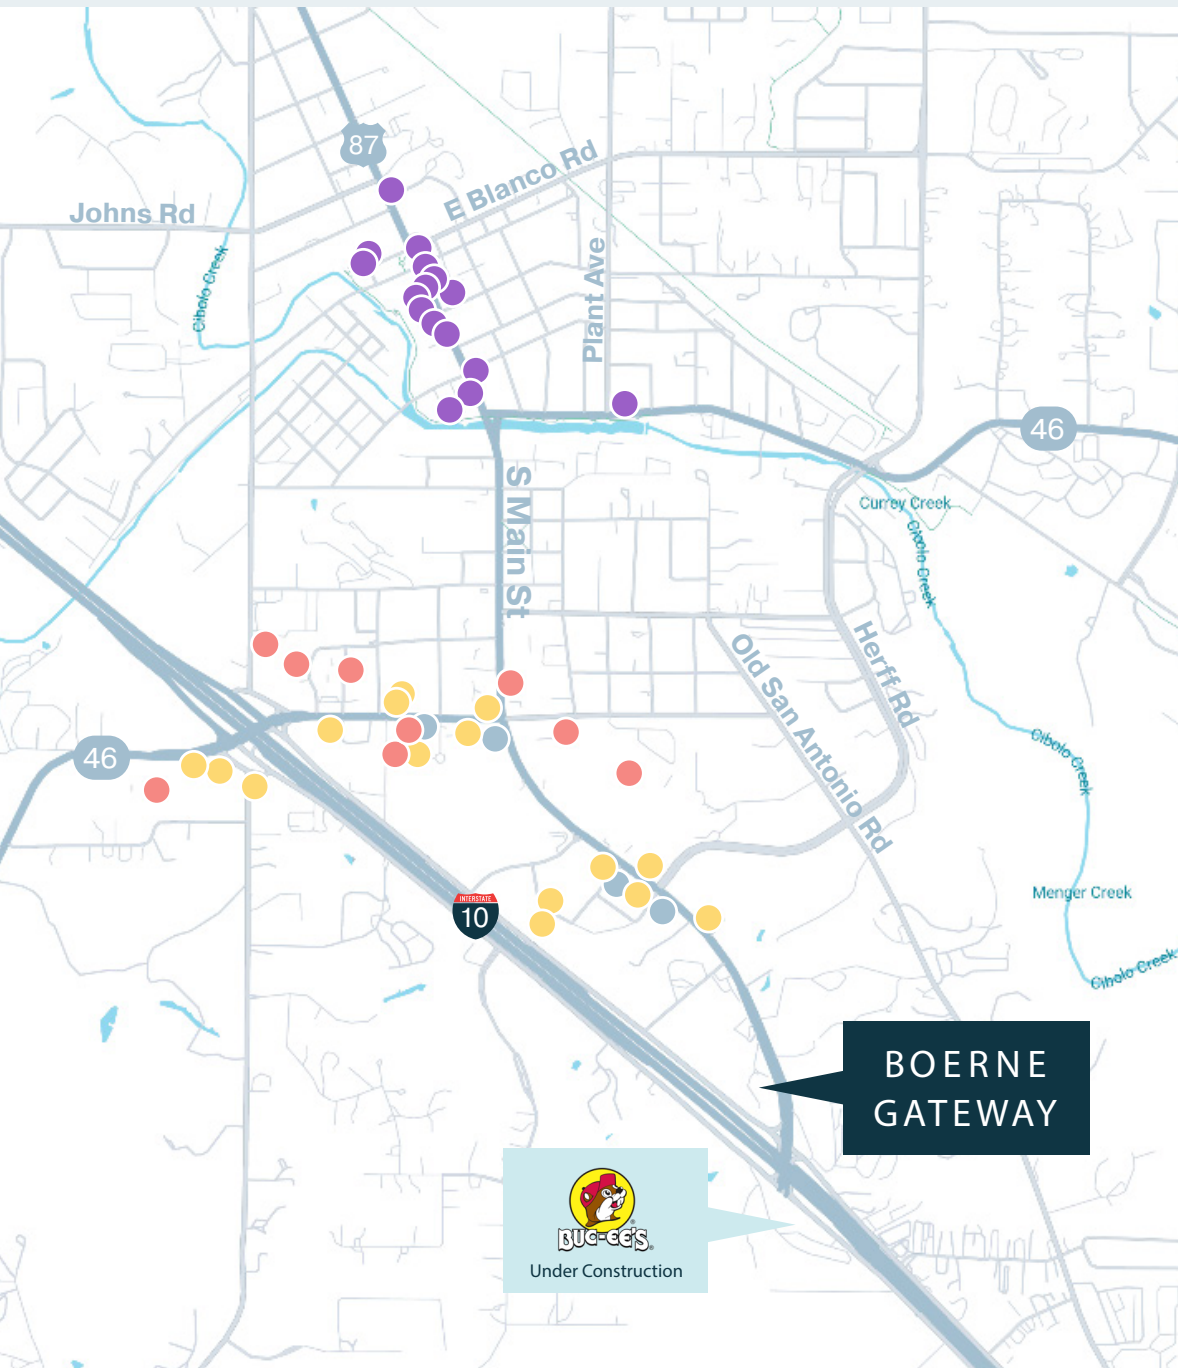 87
E Blanco Rd
Johns Rd
Plant Ave
Cibolo Creek
46
S Main St
Currey Creek
Cibolo Creek
Herff Rd
Old San Antonio Rd
Cibolo Creek
46
INTERSTATE
10
Menger Creek
Cibolo Creek
BOERNE
GATEWAY
BUC-EE'S®
Under Construction